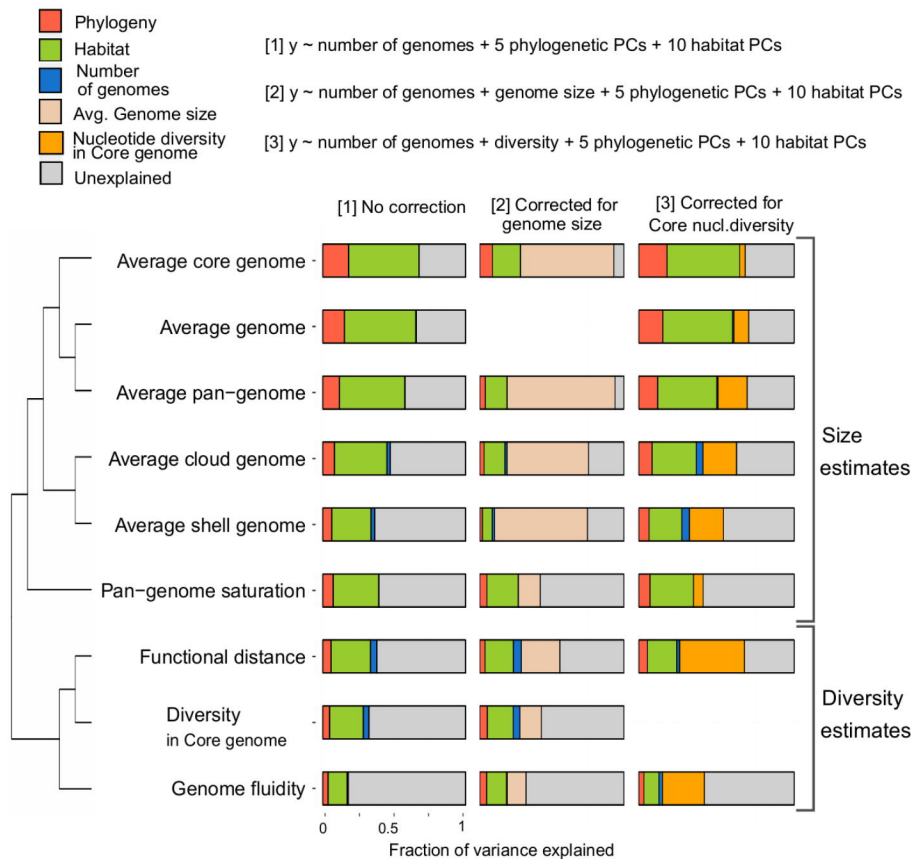 Phylogeny
Habitat
Number
of genomes
Avg. Genome size
Nucleotide diversity
in Core genome
Unexplained
[1] y ~ number of genomes + 5 phylogenetic PCs + 10 habitat PCs
[2] y ~ number of genomes + genome size + 5 phylogenetic PCs + 10 habitat PCs
[3] y ~ number of genomes + diversity + 5 phylogenetic PCs + 10 habitat PCs
[1] No correction
[2] Corrected for
genome size
[3] Corrected for
Core nucl.diversity
Average core genome
Average genome
Average pan-genome
Average cloud genome
Average shell genome
Pan-genome saturation
Functional distance
Diversity
in Core genome
Genome fluidity
Size
estimates
Diversity
estimates
0 0.5 1
Fraction of variance explained